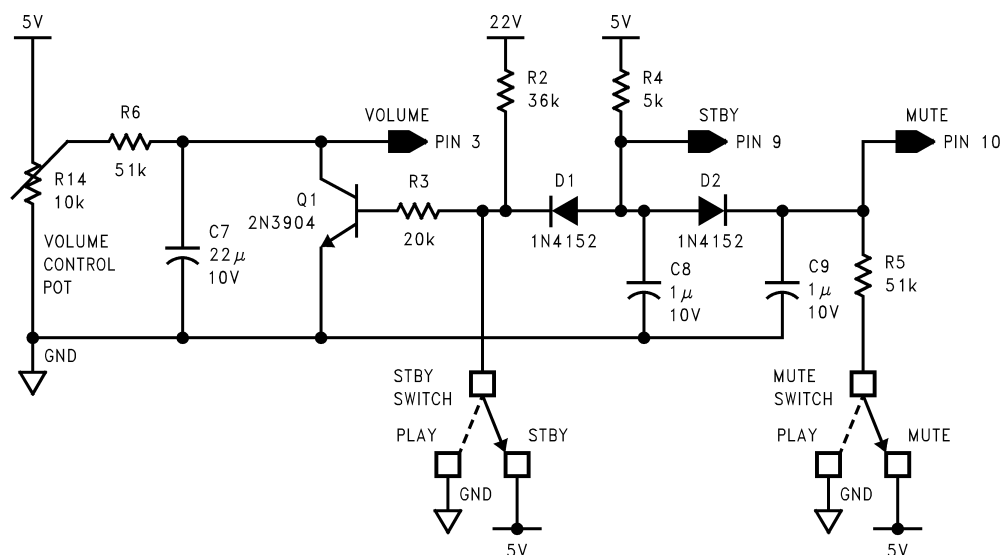 5V
22V
5V
R6
51k
R14
10k
VOLUME
CONTROL
POT
C7
22μ
10V
Q1
2N3904
R3
20k
VOLUME
PIN 3
R2
36k
R4
5k
STBY
PIN 9
MUTE
PIN 10
D1
1N4152
D2
1N4152
C8
1μ
10V
C9
1μ
10V
R5
51k
GND
STBY
SWITCH
PLAY
STBY
GND
5V
MUTE
SWITCH
PLAY
MUTE
GND
5V